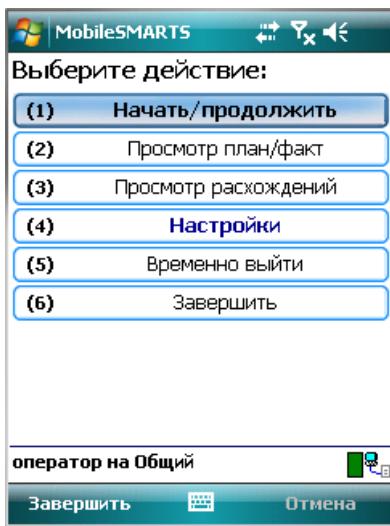 MobileSMARTS
Выберите действие:
(1) Начать/продолжить
(2) Просмотр план/факт
(3) Просмотр расхождений
(4) Настройки
(5) Временно выйти
(6) Завершить
оператор на Общий
Завершить Отмена